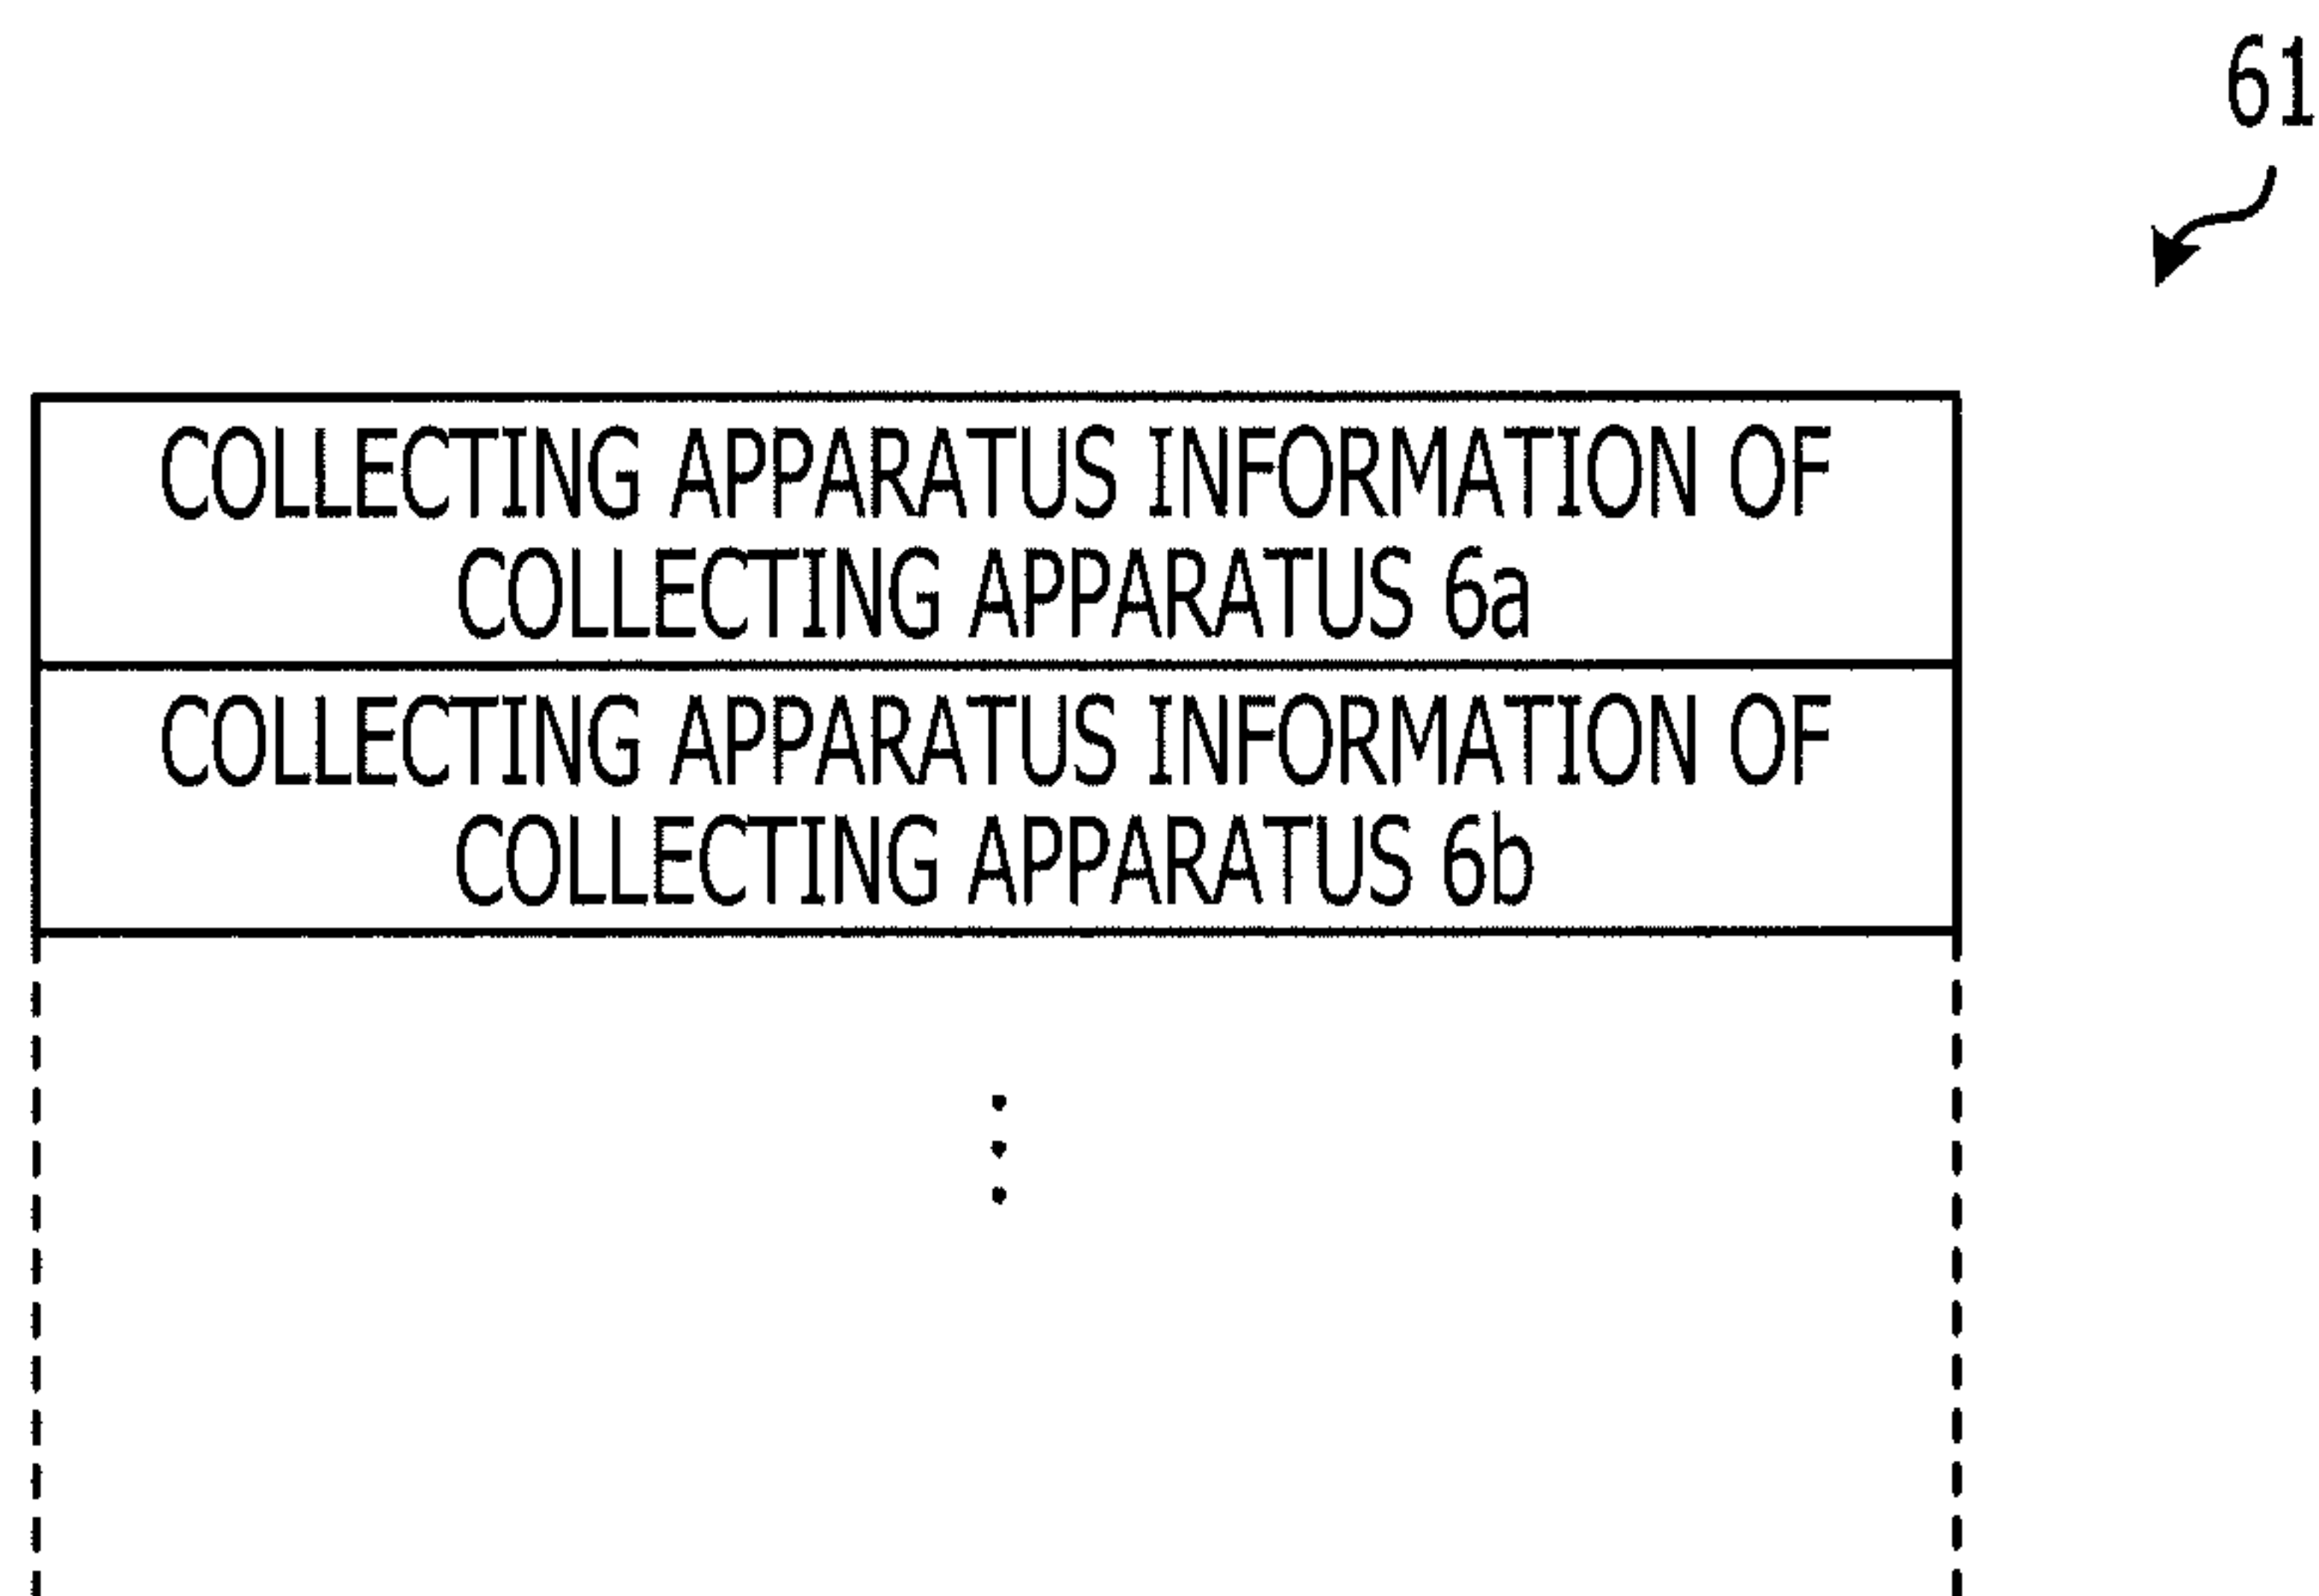 61
COLLECTING APPARATUS INFORMATION OF
COLLECTING APPARATUS 6a
COLLECTING APPARATUS INFORMATION OF
COLLECTING APPARATUS 6b